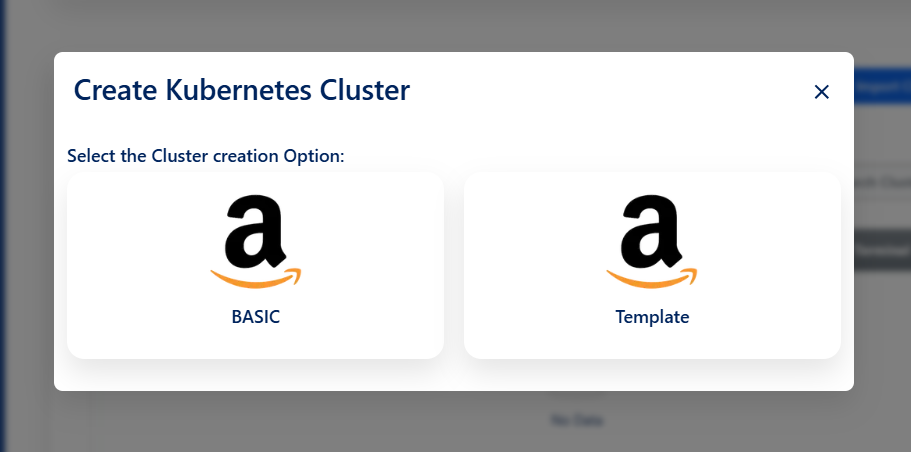 Create Kubernetes Cluster
Select the Cluster creation Option:
BASIC
Template
No Data